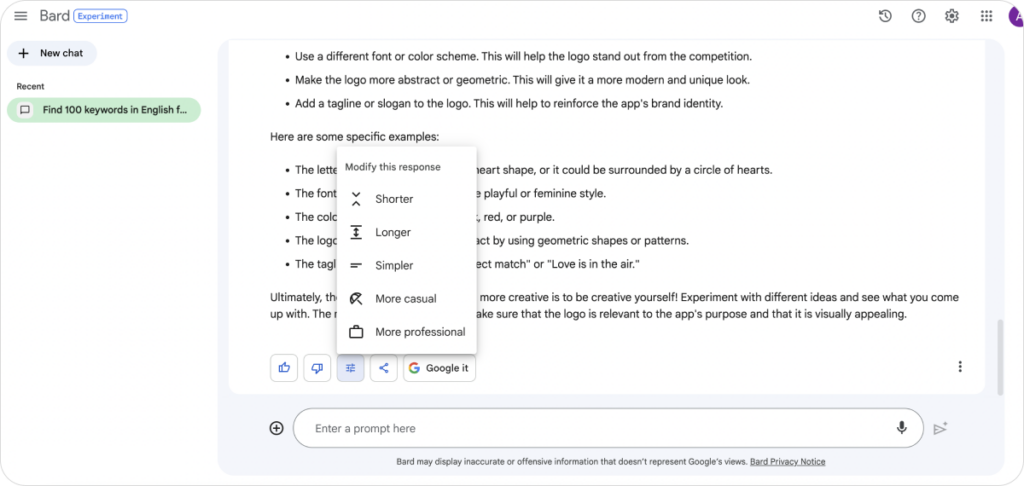 Bard Experiment
A
New chat
Recent
Find 100 keywords in English f...
• Use a different font or color scheme. This will help the logo stand out from the competition.
• Make the logo more abstract or geometric. This will give it a more modern and unique look.
• Add a tagline or slogan to the logo. This will help to reinforce the app's brand identity.
Here are some specific examples:
• The lette heart shape, or it could be surrounded by a circle of hearts.
• The font playful or feminine style.
• The colo red, or purple.
• The logo act by using geometric shapes or patterns.
• The tagl ect match" or "Love is in the air."
Ultimately, the more creative is to be creative yourself! Experiment with different ideas and see what you come
up with. The ake sure that the logo is relevant to the app's purpose and that it is visually appealing.
Modify this response
Shorter
Longer
Simpler
More casual
More professional
Google it
Enter a prompt here
Bard may display inaccurate or offensive information that doesn't represent Google's views. Bard Privacy Notice